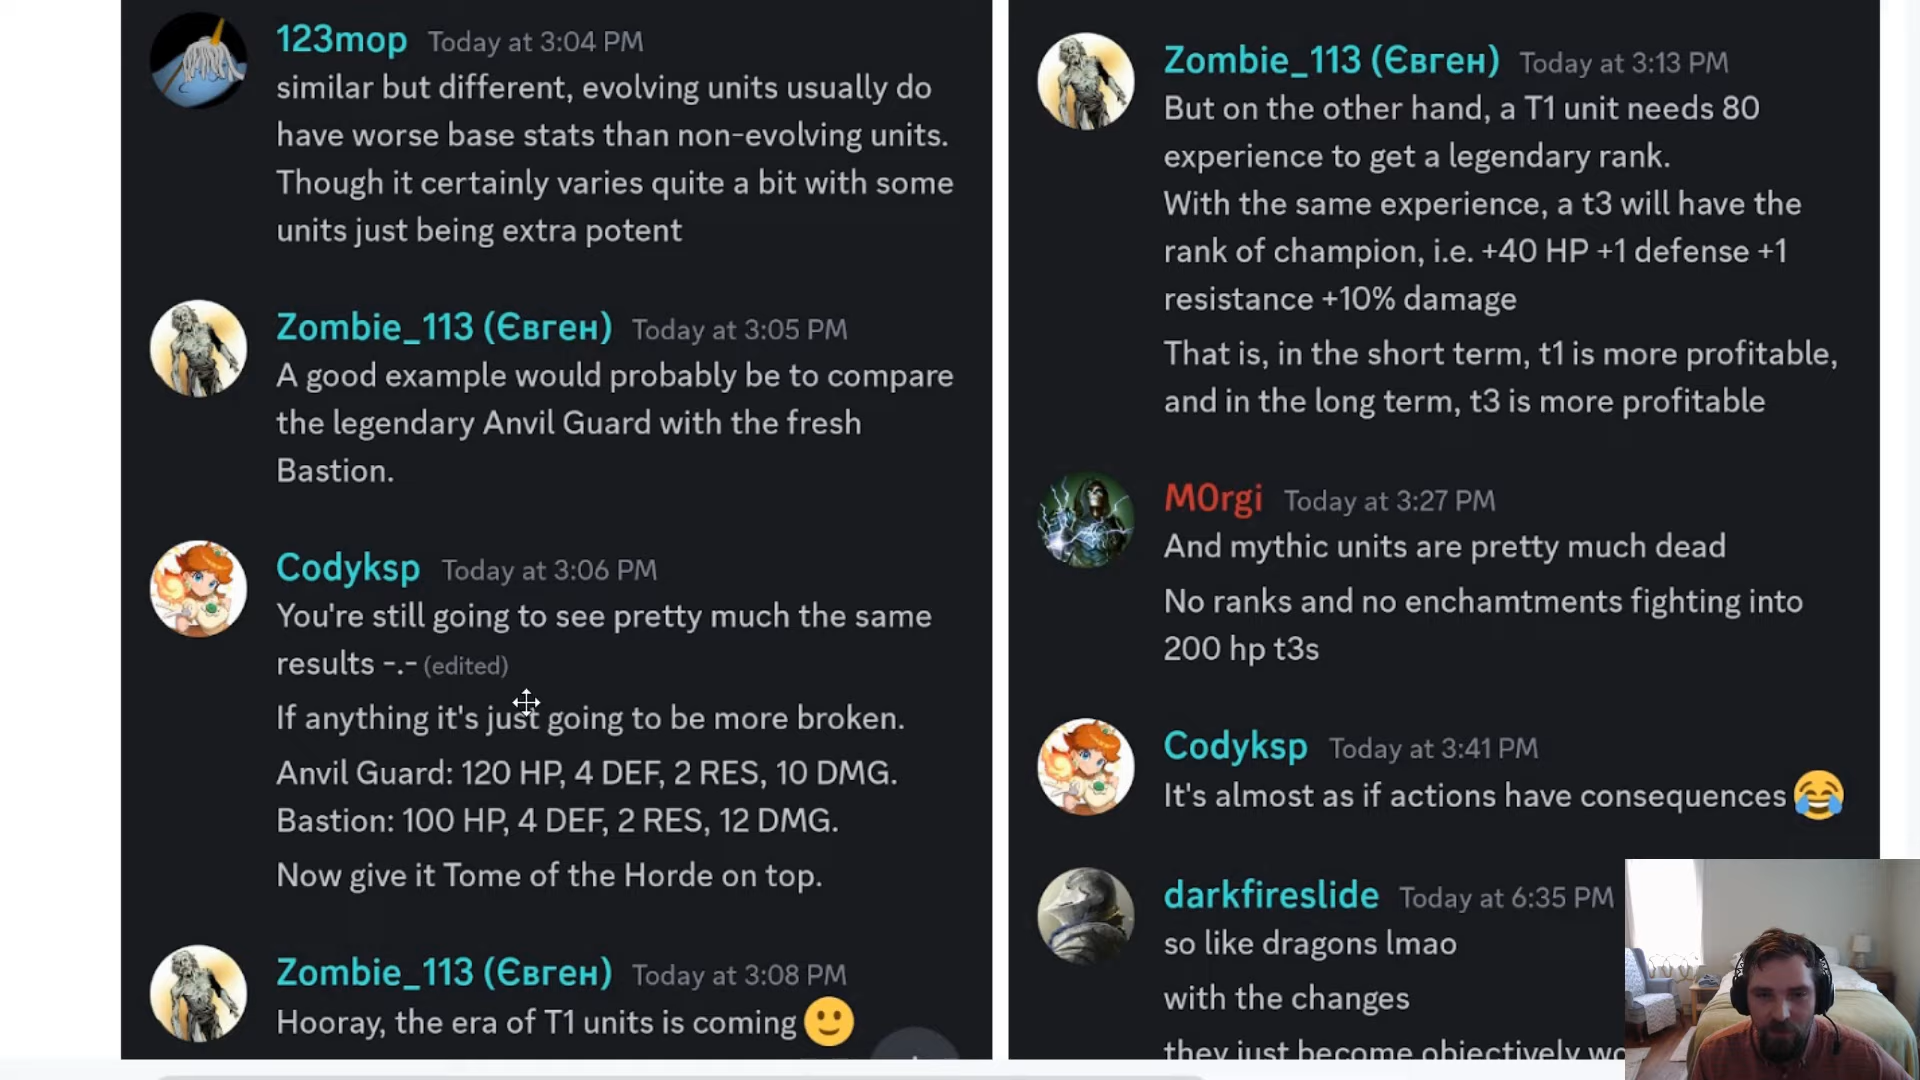 123mop Today at 3:04 PM
similar but different, evolving units usually do
have worse base stats than non-evolving units.
Though it certainly varies quite a bit with some
units just being extra potent
Zombie_113 (Євген) Today at 3:05 PM
A good example would probably be to compare
the legendary Anvil Guard with the fresh
Bastion.
Codyksp Today at 3:06 PM
You're still going to see pretty much the same
results -.- (edited)
If anything it's just going to be more broken.
Anvil Guard: 120 HP, 4 DEF, 2 RES, 10 DMG.
Bastion: 100 HP, 4 DEF, 2 RES, 12 DMG.
Now give it Tome of the Horde on top.
Zombie_113 (Євген) Today at 3:08 PM
Hooray, the era of T1 units is coming 🙂
Zombie_113 (Євген) Today at 3:13 PM
But on the other hand, a T1 unit needs 80
experience to get a legendary rank.
With the same experience, a t3 will have the
rank of champion, i.e. +40 HP +1 defense +1
resistance +10% damage
That is, in the short term, t1 is more profitable,
and in the long term, t3 is more profitable
M0rgi Today at 3:27 PM
And mythic units are pretty much dead
No ranks and no enchamtments fighting into
200 hp t3s
Codyksp Today at 3:41 PM
It's almost as if actions have consequences 😂
darkfireslide Today at 6:35 PM
so like dragons lmao
with the changes
they just become objectively